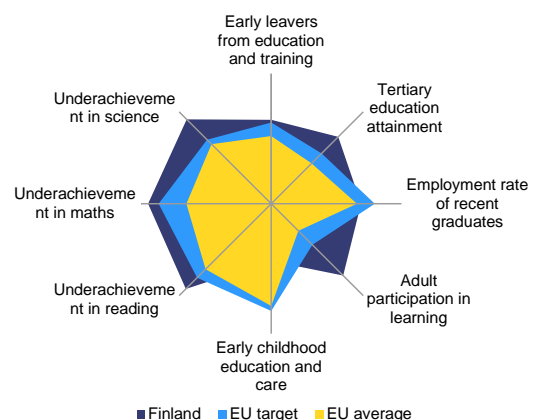 Early leavers
from education
and training
Tertiary
education
attainment
Employment rate
of recent
graduates
Adult
participation in
learning
Early childhood
education and
care
Underachieveme
nt in reading
Underachieveme
nt in maths
Underachieveme
nt in science
Finland EU target EU average